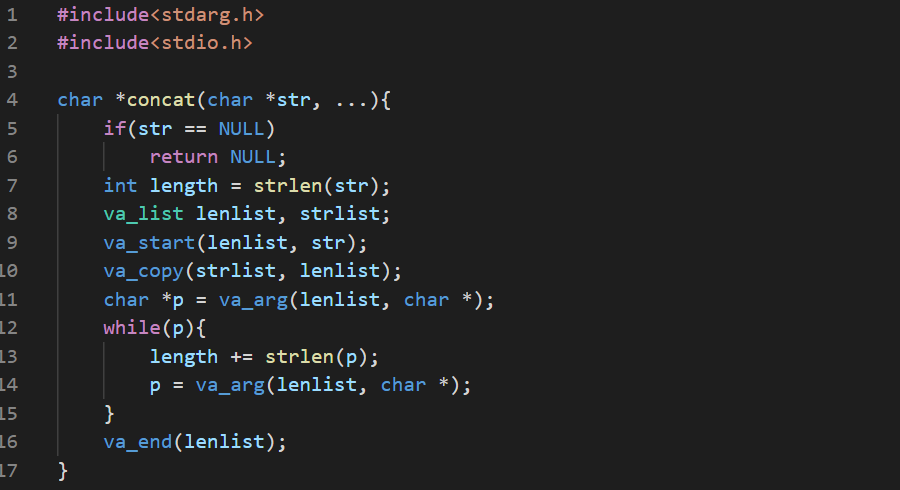 1 #include<stdarg.h>
2 #include<stdio.h>
3
4 char *concat(char *str, ...){
5 if(str == NULL)
6 return NULL;
7 int length = strlen(str);
8 va_list lenlist, strlist;
9 va_start(lenlist, str);
10 va_copy(strlist, lenlist);
11 char *p = va_arg(lenlist, char *);
12 while(p){
13 length += strlen(p);
14 p = va_arg(lenlist, char *);
15 }
16 va_end(lenlist);
17 }